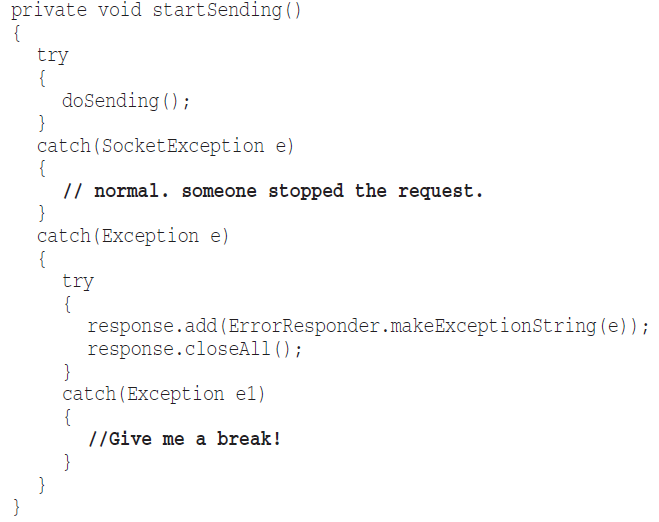 private void startSending()
{
  try
  {
    doSending();
  }
  catch(SocketException e)
  {
    // normal. someone stopped the request.
  }
  catch(Exception e)
  {
    try
    {
      response.add(ErrorResponder.makeExceptionString(e));
      response.closeAll();
    }
    catch(Exception e1)
    {
      //Give me a break!
    }
  }
}